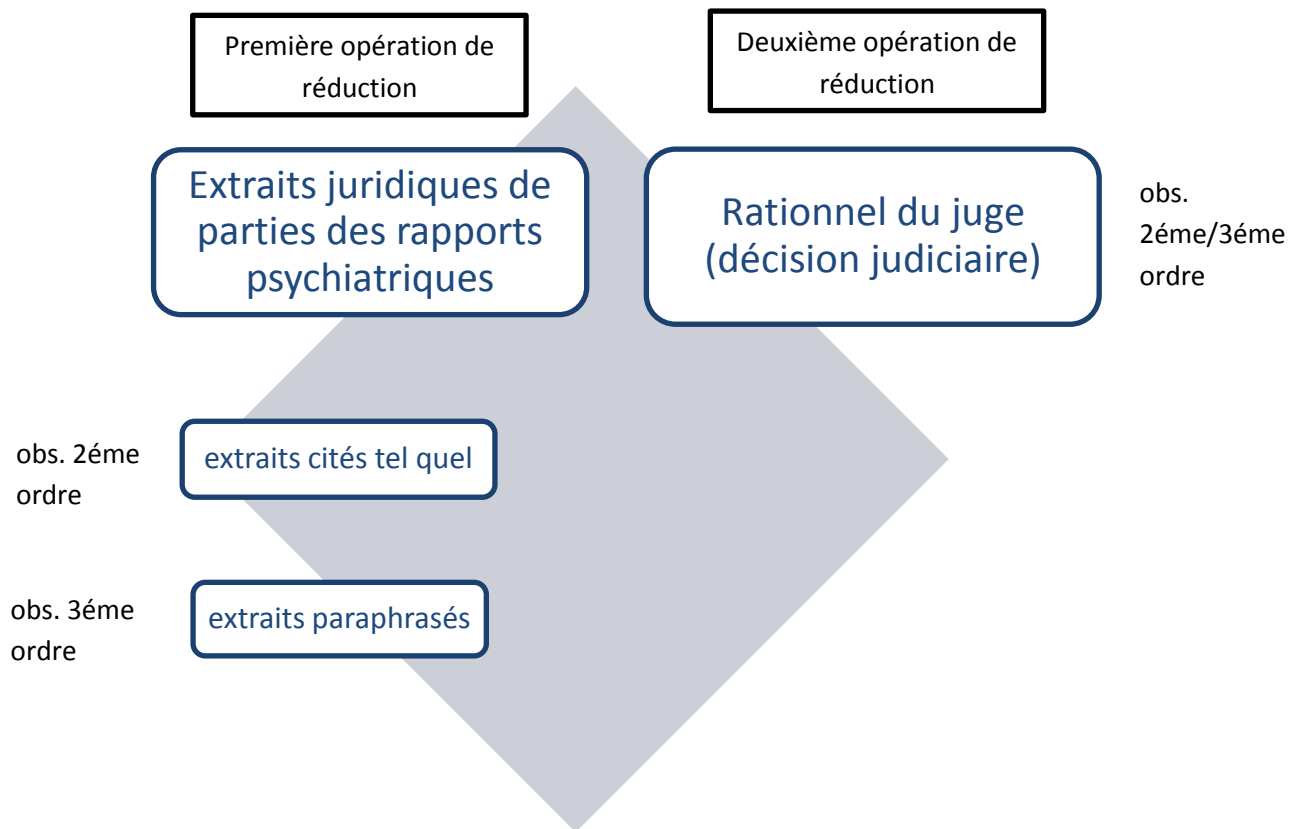 Première opération de
réduction
Deuxième opération de
réduction
Extraits juridiques de
parties des rapports
psychiatriques
Rationnel du juge
(décision judiciaire)
obs.
2éme/3éme
ordre
obs. 2éme
ordre
extraits cités tel quel
obs. 3éme
ordre
extraits paraphrasés